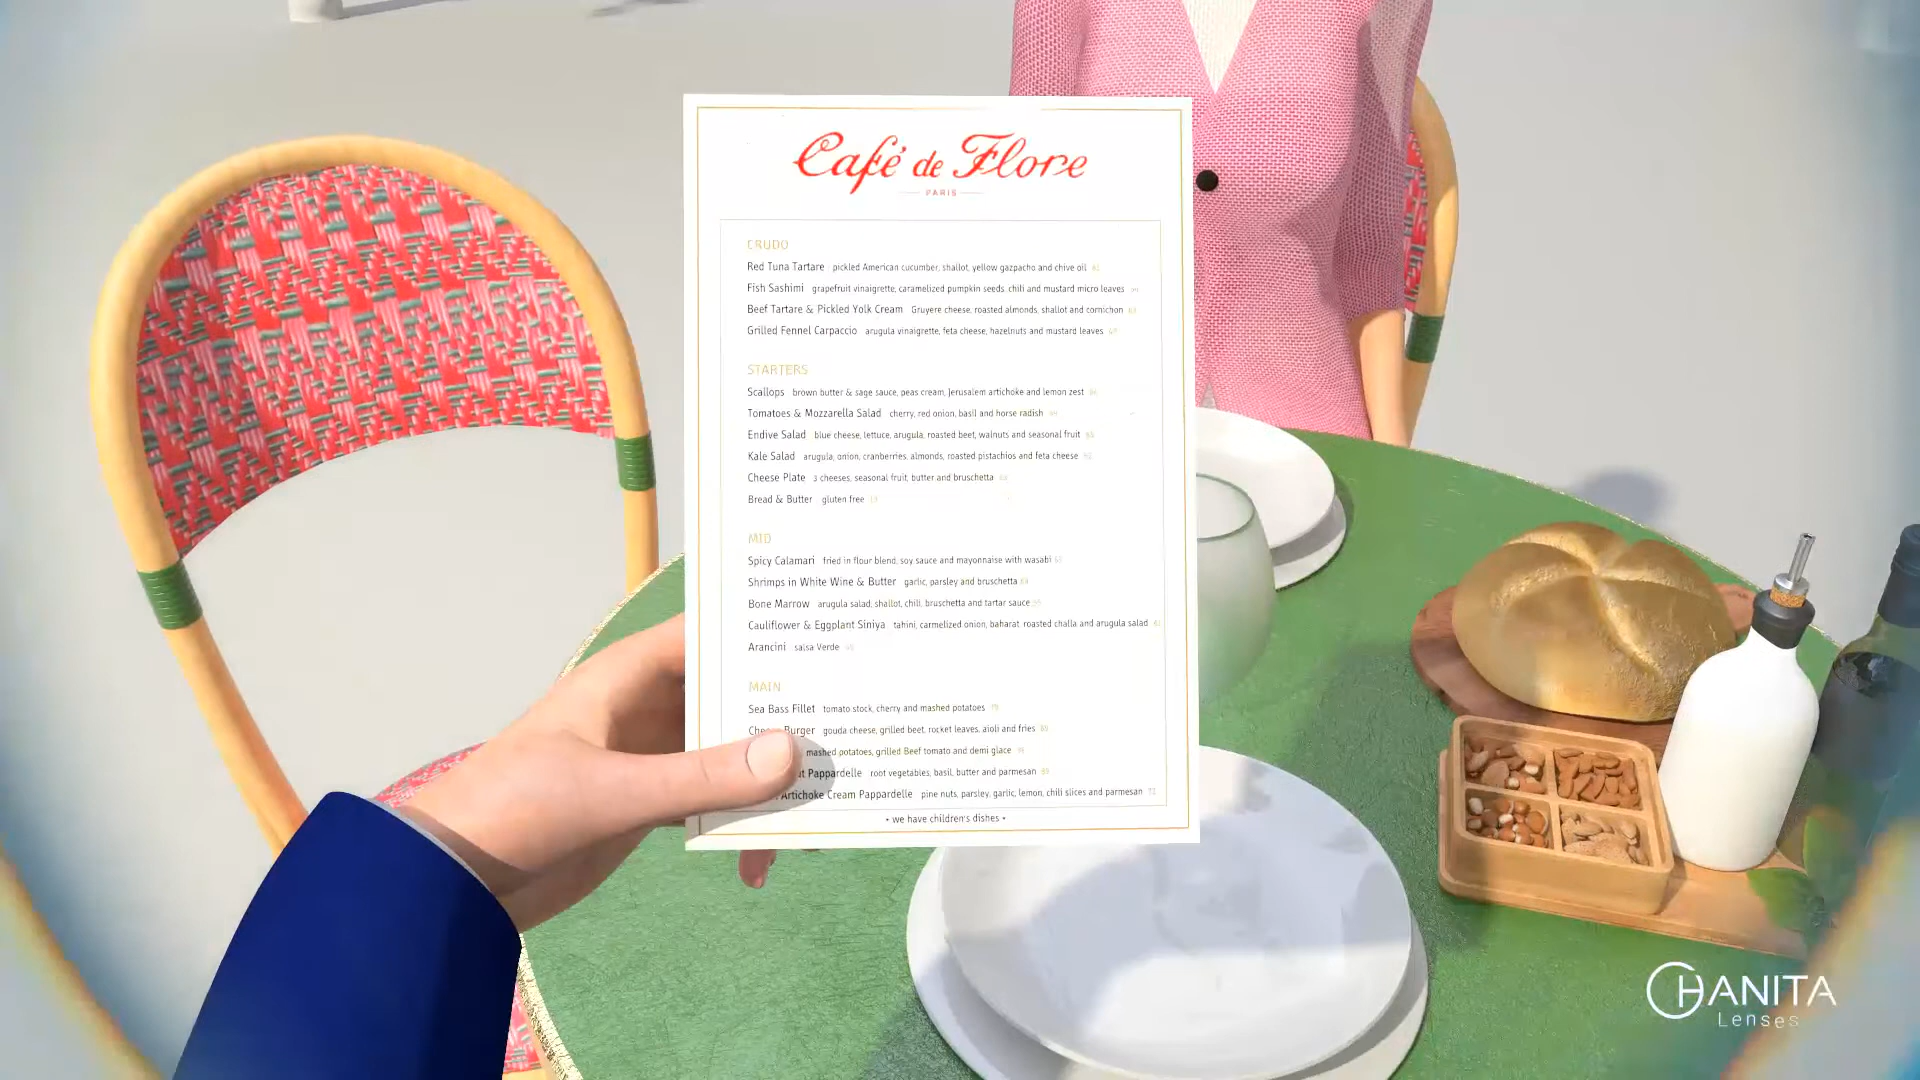 Café de Flore
PARIS
CRUDO
Red Tuna Tartare pickled American cucumber, shallot, yellow gazpacho and chive oil
Fish Sashimi grapefruit vinaigrette, caramelized pumpkin seeds, chili and mustard micro leaves
Beef Tartare & Pickled Yolk Cream Gruyere cheese, roasted almonds, shallot and cornichon
Grilled Fennel Carpaccio arugula vinaigrette, feta cheese, hazelnuts and mustard leaves
STARTERS
Scallops brown butter & sage sauce, peas cream, Jerusalem artichoke and lemon zest
Tomatoes & Mozzarella Salad cherry, red onion, basil and horse radish
Endive Salad blue cheese, lettuce, arugula, roasted beet, walnuts and seasonal fruit
Kale Salad arugula, onion, cranberries, almonds, roasted pistachios and feta cheese
Cheese Plate 3 cheeses, seasonal fruit, butter and bruschetta
Bread & Butter gluten free
MID
Spicy Calamari fried in flour blend, soy sauce and mayonnaise with wasabi
Shrimps in White Wine & Butter garlic, parsley and bruschetta
Bone Marrow arugula salad, shallot, chili, bruschetta and tartar sauce
Cauliflower & Eggplant Siniya tahini, carmelized onion, baharat roasted challa and arugula salad
Arancini salsa Verde
MAIN
Sea Bass Fillet tomato stock, cherry and mashed potatoes
Burger gouda cheese, grilled beet, rocket leaves, aioli and fries
mashed potatoes, grilled Beef tomato and demi glace
Pappardelle root vegetables, basil, butter and parmesan
Artichoke Cream Pappardelle pine nuts, parsley, garlic, lemon, chili slices and parmesan
• we have children's dishes •
HANITA
Lenses